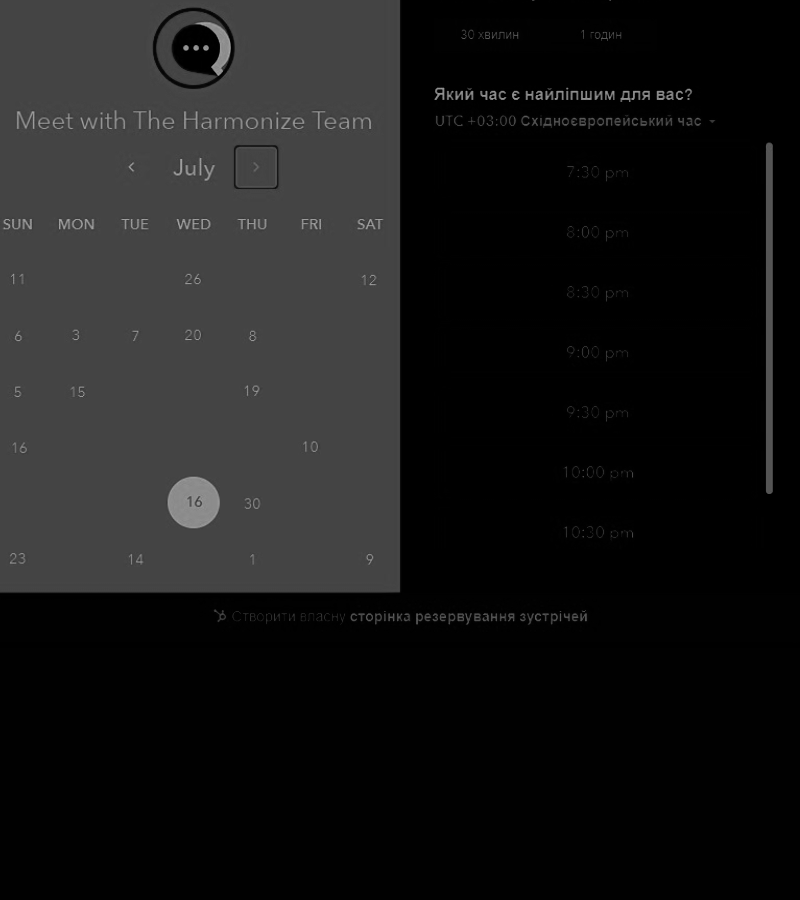 30 хвилин 1 годин
Meet with The Harmonize Team
July
SUN MON TUE WED THU FRI SAT
11 26 12
6 3 7 20 8
5 15 19
16 10
16 30
23 14 1 9
Який час є найліпшим для вас?
UTC +03:00 Східноєвропейський час
7:30 pm
8:00 pm
8:30 pm
9:00 pm
9:30 pm
10:00 pm
10:30 pm
Створити власну сторінка резервування зустрічей